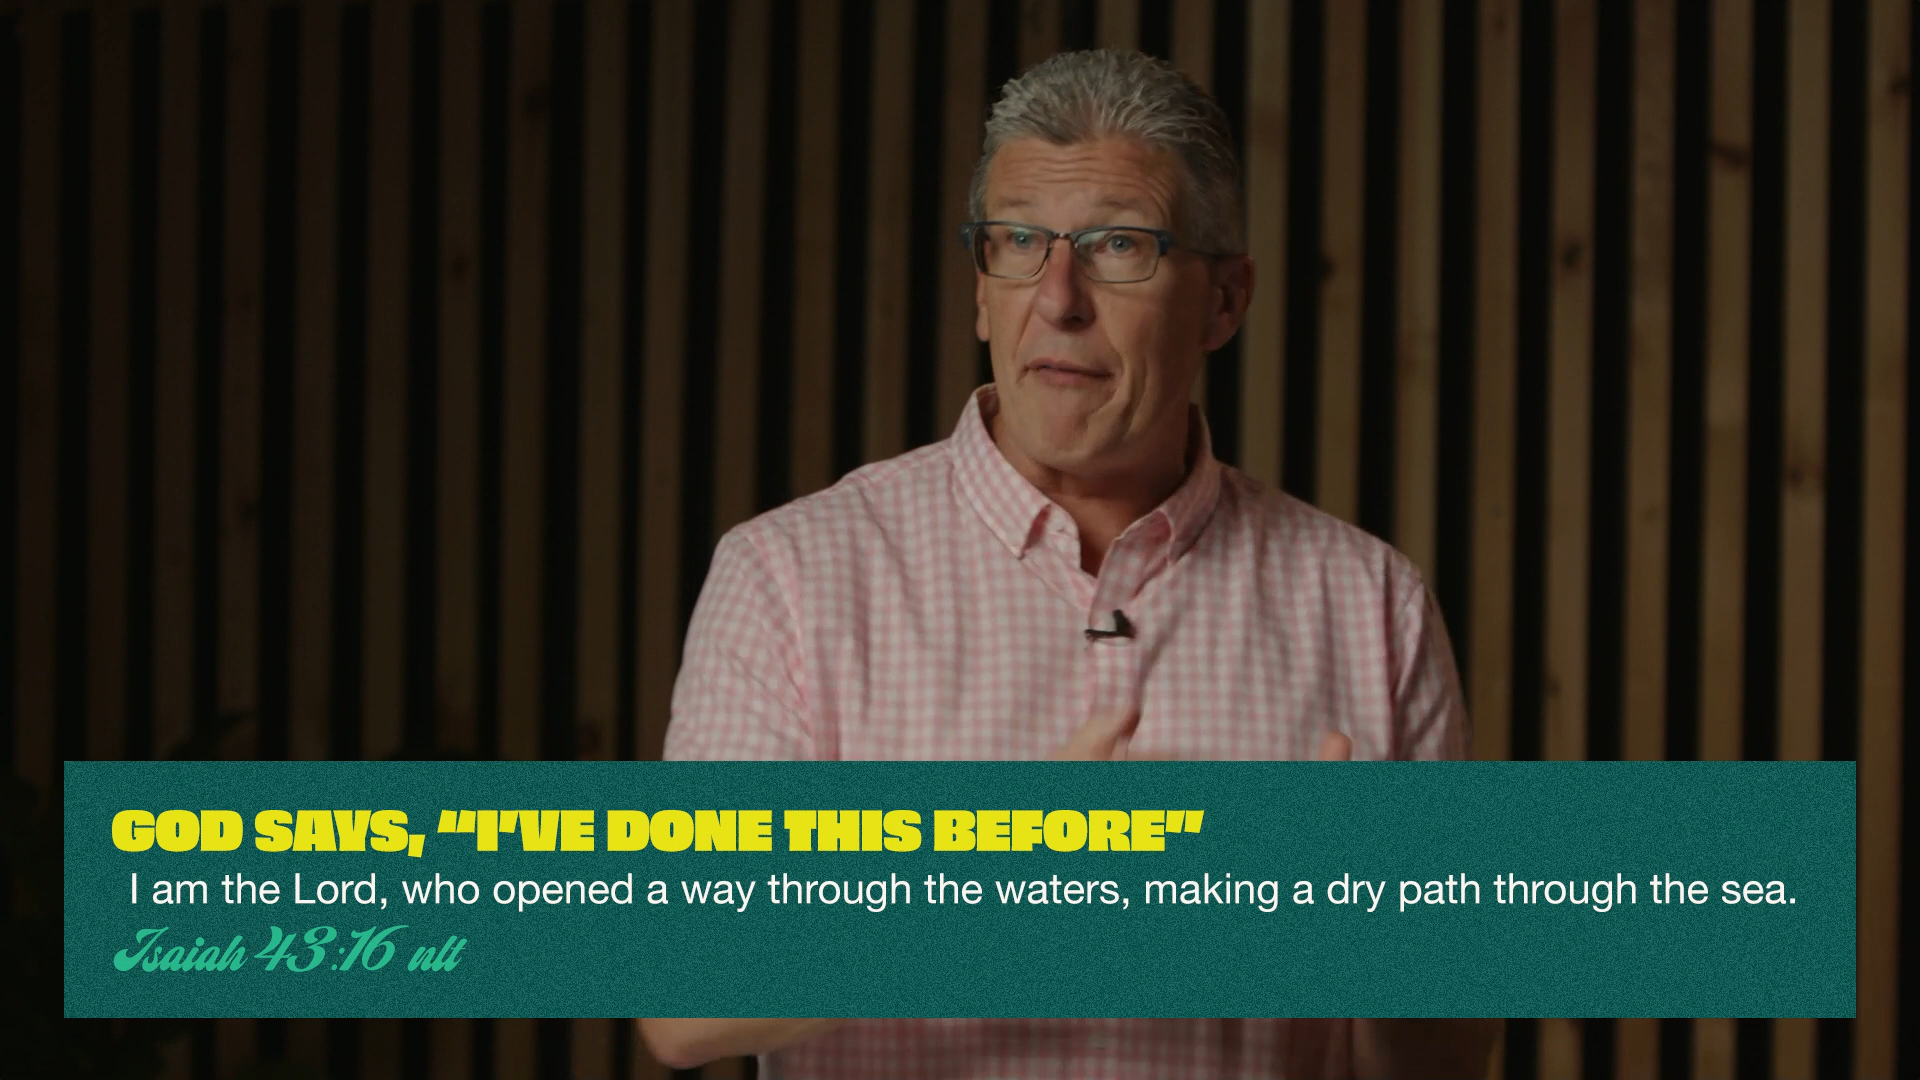 GOD SAYS, “I’VE DONE THIS BEFORE”
I am the Lord, who opened a way through the waters, making a dry path through the sea.
Isaiah 43:16 nlt